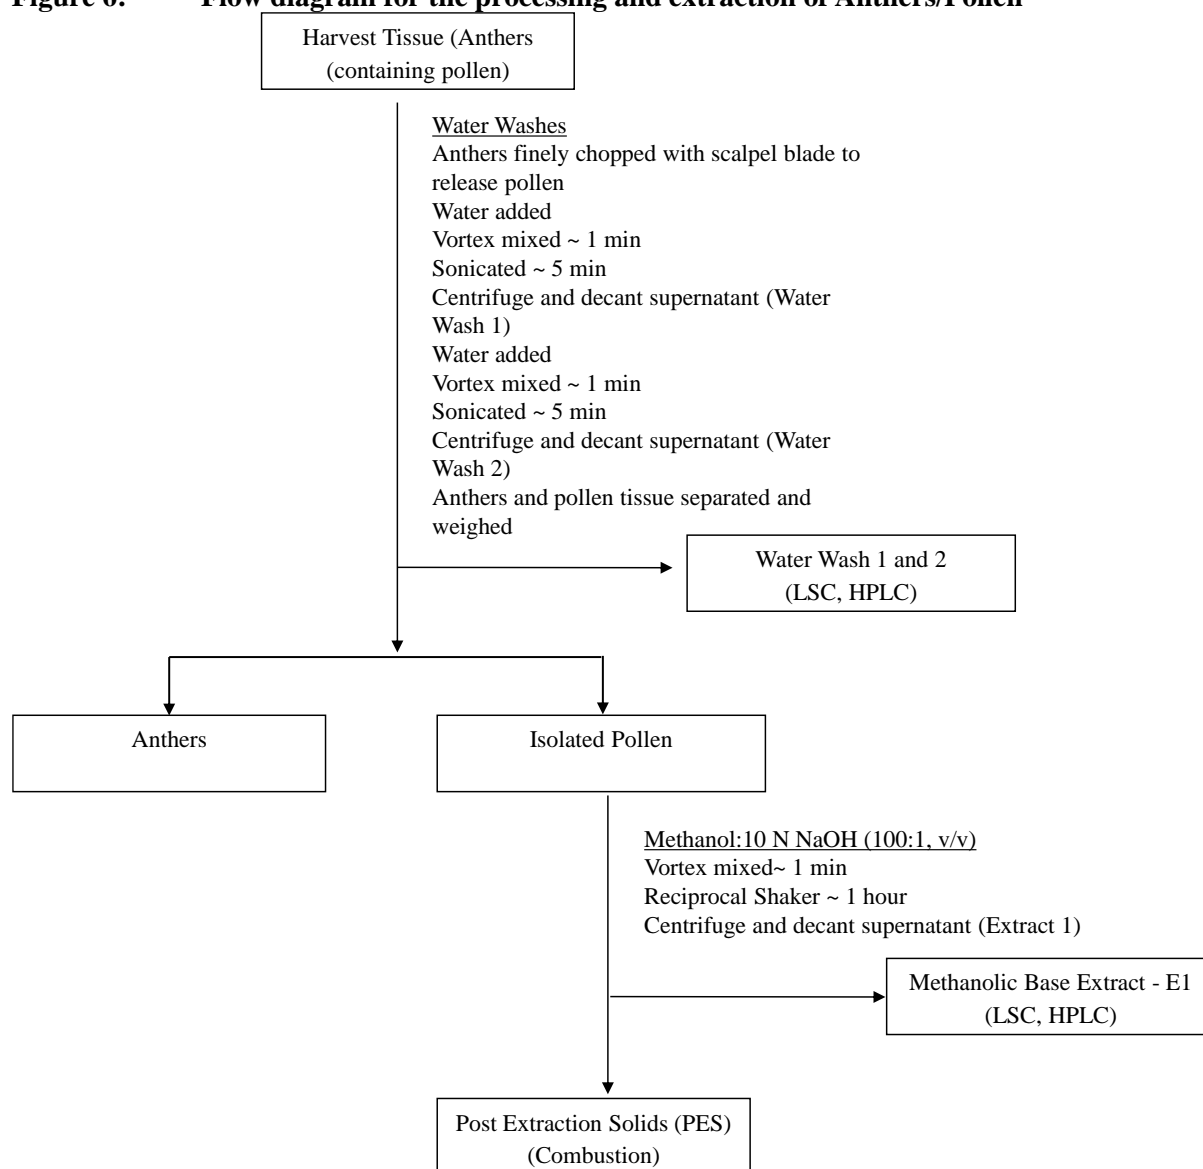 Figure 6: Flow diagram for the processing and extraction of Anthers/Pollen
Harvest Tissue (Anthers
(containing pollen)
Water Washes
Anthers finely chopped with scalpel blade to
release pollen
Water added
Vortex mixed ~ 1 min
Sonicated ~ 5 min
Centrifuge and decant supernatant (Water
Wash 1)
Water added
Vortex mixed ~ 1 min
Sonicated ~ 5 min
Centrifuge and decant supernatant (Water
Wash 2)
Anthers and pollen tissue separated and
weighed
Water Wash 1 and 2
(LSC, HPLC)
Anthers
Isolated Pollen
Methanol:10 N NaOH (100:1, v/v)
Vortex mixed~ 1 min
Reciprocal Shaker ~ 1 hour
Centrifuge and decant supernatant (Extract 1)
Methanolic Base Extract - E1
(LSC, HPLC)
Post Extraction Solids (PES)
(Combustion)